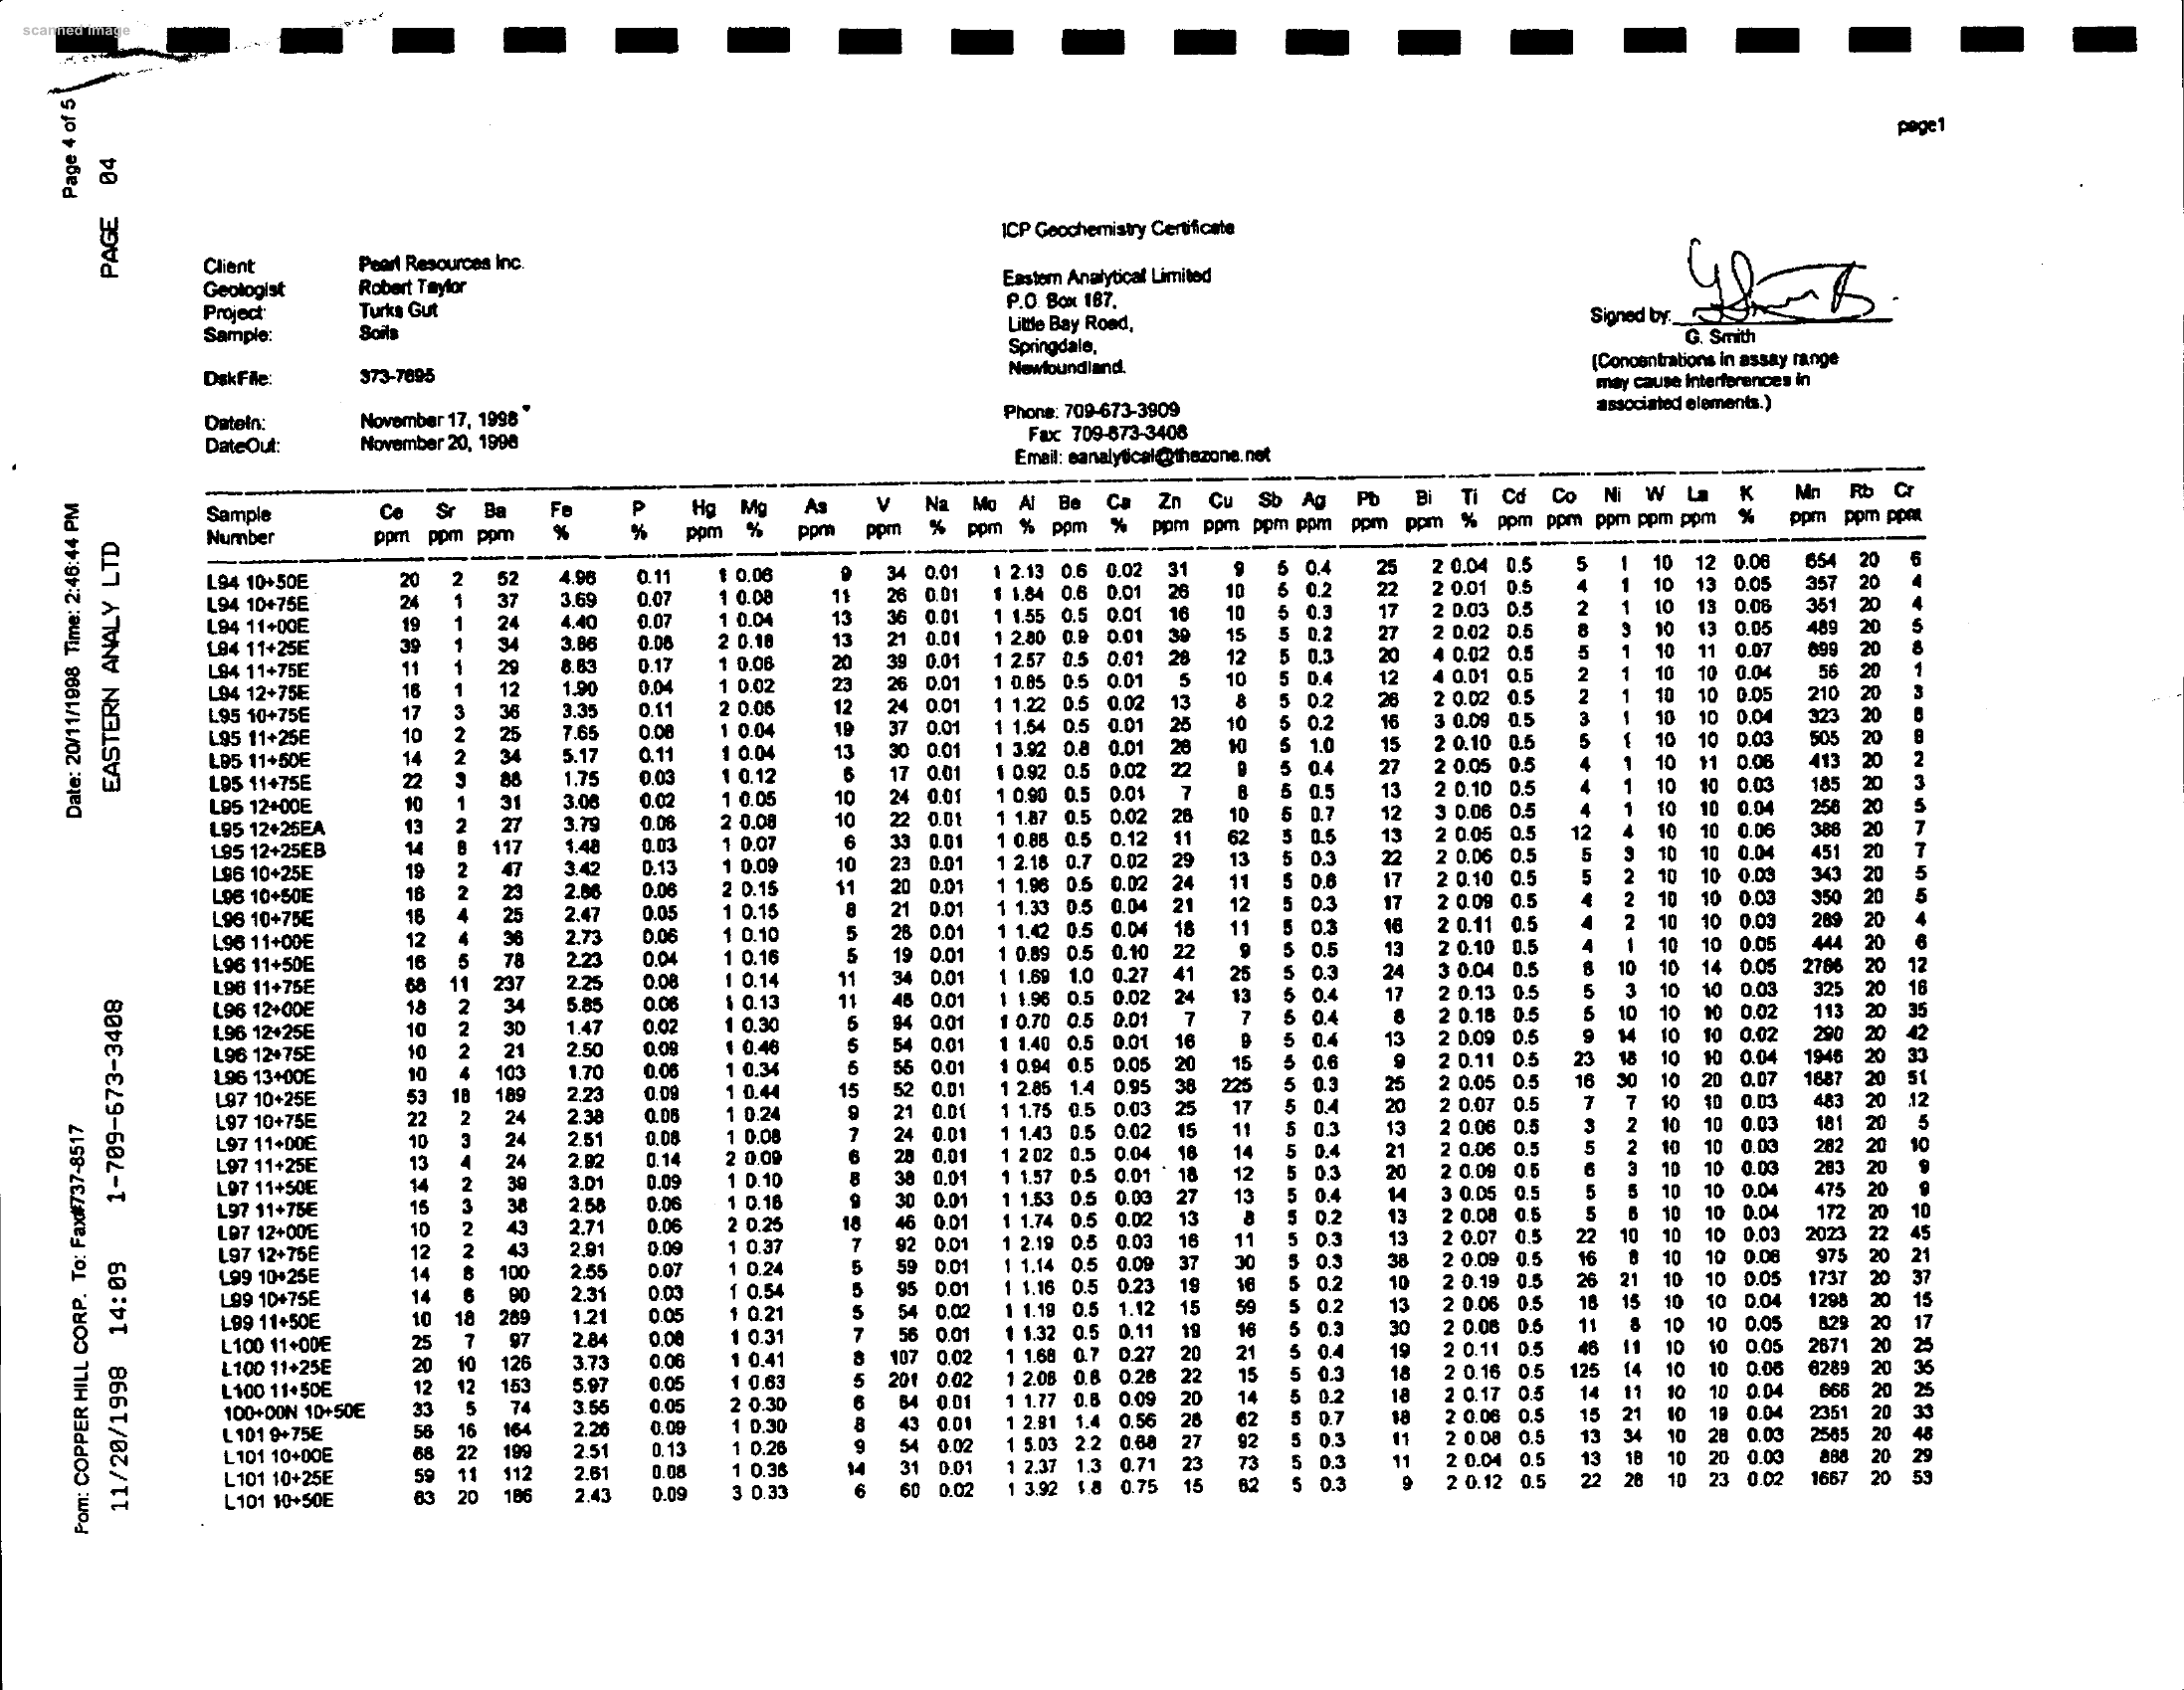 scanned image
Page 4 of 5
PAGE 04
page1
ICP Geochemistry Certificate
Client Pearl Resources Inc.
Geologist Robert Taylor
Project: Turks Gut
Sample: Soils
DskFile: 373-7695
DateIn: November 17, 1998
DateOut: November 20, 1998
Eastern Analytical Limited
P.O. Box 187,
Little Bay Road,
Springdale,
Newfoundland.
Phone: 709-673-3909
Fax: 709-673-3408
Email: eanalytical@thezone.net
Signed by:
G. Smith
(Concentrations in assay range
may cause interferences in
associated elements.)
Date: 20/11/1998 Time: 2:46:44 PM
EASTERN ANALY LTD
1-709-673-3408
From: COPPER HILL CORP. To: Fax#737-8517
11/20/1998 14:09
Sample Ce Sr Ba Fe P Hg Mg As V Na Mo Al Be Ca Zn Cu Sb Ag Pb Bi Ti Cd Co Ni W La K Mn Rb Cr
Number ppm ppm ppm % % ppm % ppm ppm % ppm % ppm % ppm ppm ppm ppm ppm ppm % ppm ppm ppm ppm ppm % ppm ppm ppm
L94 10+50E 20 2 52 4.96 0.11 1 0.06 9 34 0.01 1 2.13 0.6 0.02 31 9 5 0.4 25 2 0.04 0.5 5 1 10 12 0.06 654 20 6
L94 10+75E 24 1 37 3.69 0.07 1 0.08 11 26 0.01 1 1.84 0.6 0.01 26 10 5 0.2 22 2 0.01 0.5 4 1 10 13 0.05 357 20 4
L94 11+00E 19 1 24 4.40 0.07 1 0.04 13 36 0.01 1 1.55 0.5 0.01 16 10 5 0.3 17 2 0.03 0.5 2 1 10 13 0.06 351 20 4
L94 11+25E 39 1 34 3.86 0.08 2 0.18 13 21 0.01 1 2.80 0.9 0.01 39 15 5 0.2 27 2 0.02 0.5 8 3 10 13 0.05 489 20 5
L94 11+75E 11 1 29 8.83 0.17 1 0.06 20 39 0.01 1 2.57 0.5 0.01 28 12 5 0.3 20 4 0.02 0.5 5 1 10 11 0.07 899 20 8
L94 12+75E 16 1 12 1.90 0.04 1 0.02 23 26 0.01 1 0.85 0.5 0.01 5 10 5 0.4 12 4 0.01 0.5 2 1 10 10 0.04 56 20 1
L95 10+75E 17 3 36 3.35 0.11 2 0.06 12 24 0.01 1 1.22 0.5 0.02 13 8 5 0.2 26 2 0.02 0.5 2 1 10 10 0.05 210 20 3
L95 11+25E 10 2 25 7.65 0.08 1 0.04 19 37 0.01 1 1.54 0.5 0.01 25 10 5 0.2 16 3 0.09 0.5 3 1 10 10 0.04 323 20 8
L95 11+50E 14 2 34 5.17 0.11 1 0.04 13 30 0.01 1 3.92 0.8 0.01 28 10 5 1.0 15 2 0.10 0.5 5 1 10 10 0.03 505 20 8
L95 11+75E 22 3 88 1.75 0.03 1 0.12 6 17 0.01 1 0.92 0.5 0.02 22 9 5 0.4 27 2 0.05 0.5 4 1 10 11 0.06 413 20 2
L95 12+00E 10 1 31 3.06 0.02 1 0.05 10 24 0.01 1 0.90 0.5 0.01 7 8 5 0.5 13 2 0.10 0.5 4 1 10 10 0.03 185 20 3
L95 12+25EA 13 2 27 3.79 0.06 2 0.08 10 22 0.01 1 1.87 0.5 0.02 28 10 5 0.7 12 3 0.06 0.5 4 1 10 10 0.04 256 20 5
L95 12+25EB 14 8 117 1.48 0.03 1 0.07 6 33 0.01 1 0.88 0.5 0.12 11 62 5 0.5 13 2 0.05 0.5 12 4 10 10 0.06 386 20 7
L96 10+25E 19 2 47 3.42 0.13 1 0.09 10 23 0.01 1 2.18 0.7 0.02 29 13 5 0.3 22 2 0.06 0.5 5 3 10 10 0.04 451 20 7
L96 10+50E 16 2 23 2.86 0.06 2 0.15 11 20 0.01 1 1.96 0.5 0.02 24 11 5 0.6 17 2 0.10 0.5 5 2 10 10 0.03 343 20 5
L96 10+75E 16 4 25 2.47 0.05 1 0.15 8 21 0.01 1 1.33 0.5 0.04 21 12 5 0.3 17 2 0.09 0.5 4 2 10 10 0.03 350 20 5
L96 11+00E 12 4 36 2.73 0.06 1 0.10 5 26 0.01 1 1.42 0.5 0.04 18 11 5 0.3 16 2 0.11 0.5 4 2 10 10 0.03 289 20 4
L96 11+50E 16 5 78 2.23 0.04 1 0.16 5 19 0.01 1 0.89 0.5 0.10 22 9 5 0.5 13 2 0.10 0.5 4 1 10 10 0.05 444 20 6
L96 11+75E 68 11 237 2.25 0.08 1 0.14 11 34 0.01 1 1.69 1.0 0.27 41 25 5 0.3 24 3 0.04 0.5 8 10 10 14 0.05 2786 20 12
L96 12+00E 18 2 34 5.85 0.06 1 0.13 11 48 0.01 1 1.96 0.5 0.02 24 13 5 0.4 17 2 0.13 0.5 5 3 10 10 0.03 325 20 16
L96 12+25E 10 2 30 1.47 0.02 1 0.30 5 94 0.01 1 0.70 0.5 0.01 7 7 5 0.4 8 2 0.18 0.5 5 10 10 10 0.02 113 20 35
L96 12+75E 10 2 21 2.50 0.09 1 0.46 5 54 0.01 1 1.40 0.5 0.01 16 9 5 0.4 13 2 0.09 0.5 9 14 10 10 0.02 290 20 42
L96 13+00E 10 4 103 1.70 0.06 1 0.34 5 55 0.01 1 0.94 0.5 0.05 20 15 5 0.6 9 2 0.11 0.5 23 18 10 10 0.04 1946 20 33
L97 10+25E 53 18 189 2.23 0.09 1 0.44 15 52 0.01 1 2.85 1.4 0.95 38 225 5 0.3 25 2 0.05 0.5 16 30 10 20 0.07 1687 20 51
L97 10+75E 22 2 24 2.38 0.06 1 0.24 9 21 0.01 1 1.75 0.5 0.03 25 17 5 0.4 20 2 0.07 0.5 7 7 10 10 0.03 483 20 12
L97 11+00E 10 3 24 2.51 0.08 1 0.08 7 24 0.01 1 1.43 0.5 0.02 15 11 5 0.3 13 2 0.06 0.5 3 2 10 10 0.03 181 20 5
L97 11+25E 13 4 24 2.92 0.14 2 0.09 6 28 0.01 1 2.02 0.5 0.04 16 14 5 0.4 21 2 0.06 0.5 5 2 10 10 0.03 282 20 10
L97 11+50E 14 2 39 3.01 0.09 1 0.10 8 38 0.01 1 1.57 0.5 0.01 18 12 5 0.3 20 2 0.09 0.5 6 3 10 10 0.03 283 20 9
L97 11+75E 15 3 38 2.58 0.06 1 0.18 9 30 0.01 1 1.53 0.5 0.03 27 13 5 0.4 14 3 0.05 0.5 5 5 10 10 0.04 475 20 9
L97 12+00E 10 2 43 2.71 0.06 2 0.25 18 46 0.01 1 1.74 0.5 0.02 13 8 5 0.2 13 2 0.08 0.5 5 6 10 10 0.04 172 20 10
L97 12+75E 12 2 43 2.91 0.09 1 0.37 7 92 0.01 1 2.19 0.5 0.03 16 11 5 0.3 13 2 0.07 0.5 22 10 10 10 0.03 2023 22 45
L99 10+25E 14 8 100 2.55 0.07 1 0.24 5 59 0.01 1 1.14 0.5 0.09 37 30 5 0.3 38 2 0.09 0.5 16 8 10 10 0.06 975 20 21
L99 10+75E 14 6 90 2.31 0.03 1 0.54 5 95 0.01 1 1.16 0.5 0.23 19 16 5 0.2 10 2 0.19 0.5 26 21 10 10 0.05 1737 20 37
L99 11+50E 10 18 289 1.21 0.05 1 0.21 5 54 0.02 1 1.19 0.5 1.12 15 59 5 0.2 13 2 0.06 0.5 18 15 10 10 0.04 1298 20 15
L100 11+00E 25 7 97 2.84 0.08 1 0.31 7 56 0.01 1 1.32 0.5 0.11 19 16 5 0.3 30 2 0.08 0.5 11 8 10 10 0.05 829 20 17
L100 11+25E 20 10 126 3.73 0.06 1 0.41 8 107 0.02 1 1.68 0.7 0.27 20 21 5 0.4 19 2 0.11 0.5 46 11 10 10 0.05 2671 20 25
L100 11+50E 12 12 153 5.97 0.05 1 0.63 5 201 0.02 1 2.08 0.8 0.28 22 15 5 0.3 18 2 0.16 0.5 125 14 10 10 0.06 6289 20 35
100+00N 10+50E 33 5 74 3.55 0.05 2 0.30 6 84 0.01 1 1.77 0.8 0.09 20 14 5 0.2 18 2 0.17 0.5 14 11 10 10 0.04 666 20 25
L101 9+75E 56 16 164 2.26 0.09 1 0.30 8 43 0.01 1 2.81 1.4 0.56 28 62 5 0.7 18 2 0.06 0.5 15 21 10 19 0.04 2351 20 33
L101 10+00E 68 22 199 2.51 0.13 1 0.26 9 54 0.02 1 5.03 2.2 0.68 27 92 5 0.3 11 2 0.08 0.5 13 34 10 28 0.03 2565 20 48
L101 10+25E 59 11 112 2.61 0.08 1 0.36 14 31 0.01 1 2.37 1.3 0.71 23 73 5 0.3 11 2 0.04 0.5 13 18 10 20 0.03 888 20 29
L101 10+50E 63 20 186 2.43 0.09 3 0.33 6 60 0.02 1 3.92 1.8 0.75 15 62 5 0.3 9 2 0.12 0.5 22 28 10 23 0.02 1667 20 53